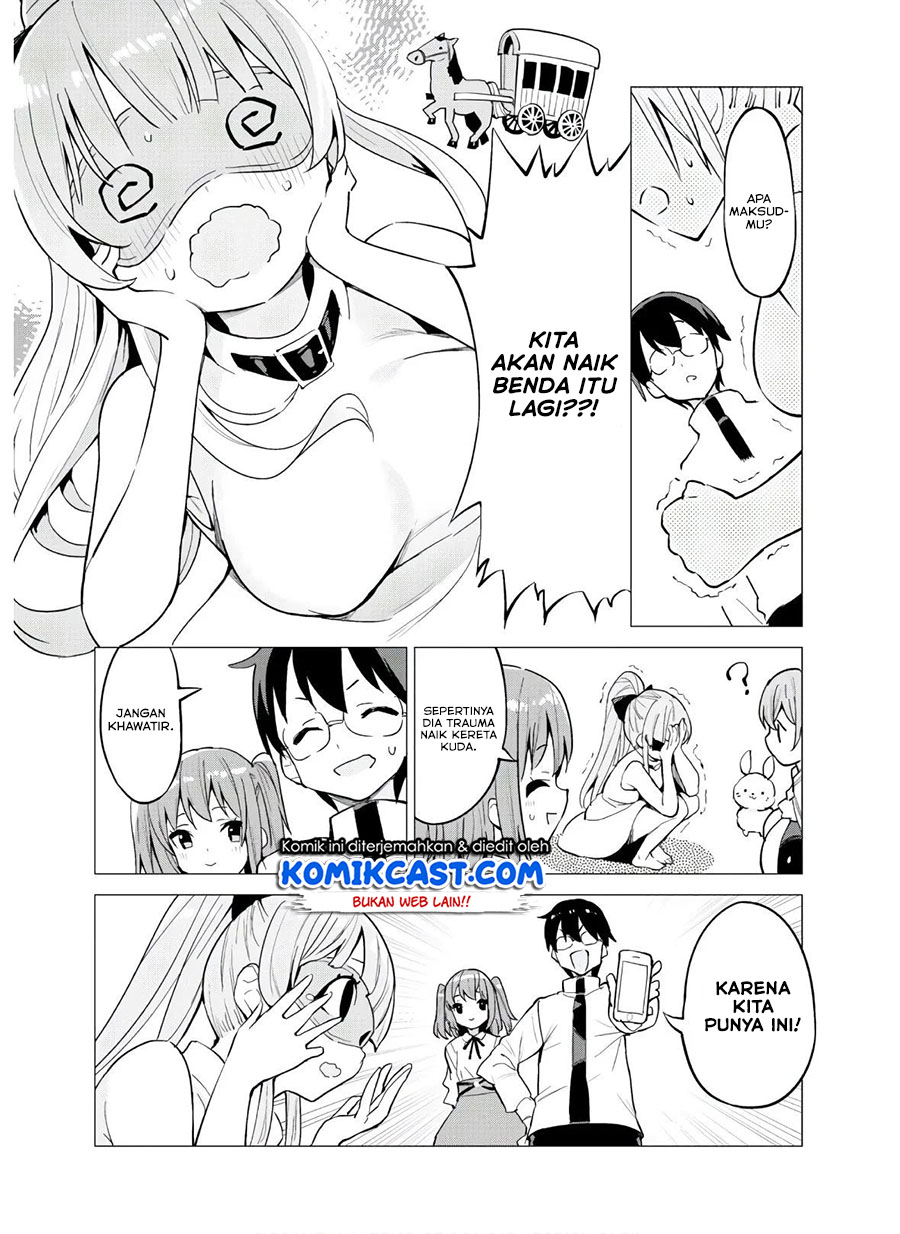 APA
MAKSUD-
MU?
KITA
AKAN NAIK
BENDA ITU
LAGI??!
SEPERTINYA
DIA TRAUMA
NAIK KERETA
KUDA.
?
JANGAN
KHAWATIR.
Komik ini diterjemahkan & diedit oleh
KOMIKCAST.COM
BUKAN WEB LAIN!!
KARENA
KITA
PUNYA INI!